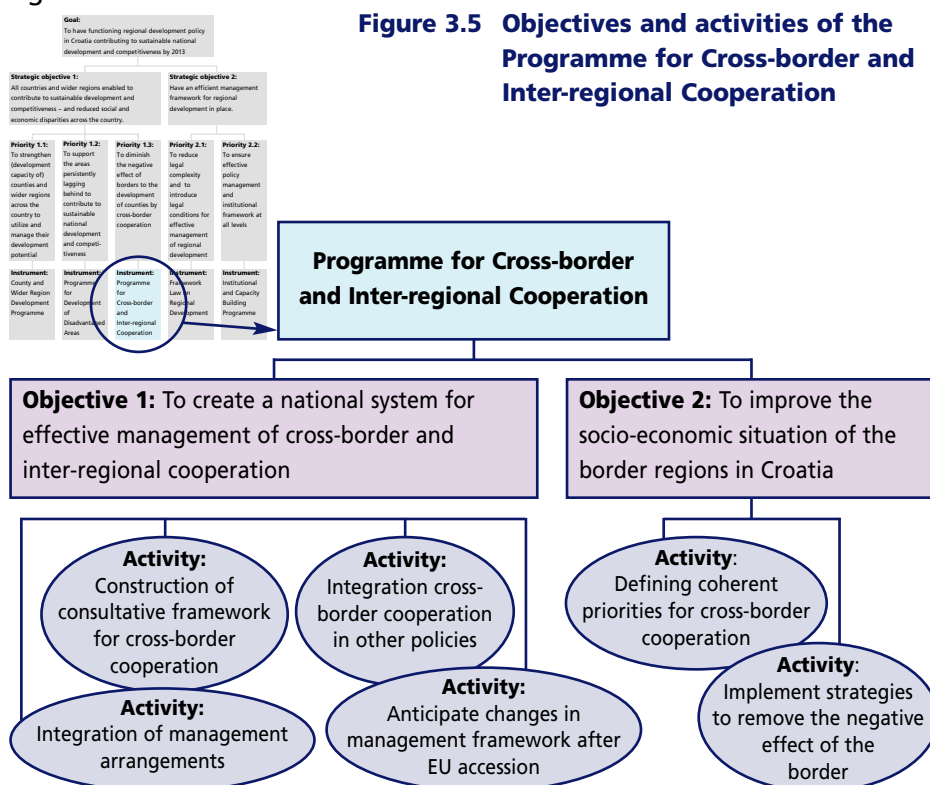 Figure 3.5 Objectives and activities of the
Programme for Cross-border and
Inter-regional Cooperation
Goal:
To have functioning regional development policy
in Croatia contributing to sustainable national
development and competitiveness by 2013
Strategic objective 1:
All countries and wider regions enabled to
contribute to sustainable development and
competitiveness – and reduced social and
economic disparities across the country.
Strategic objective 2:
Have an efficient management
framework for regional
development in place.
Priority 1.1:
To strengthen
(development
capacity of)
counties and
wider regions
across the
country to
utilize and
manage their
development
potential
Priority 1.2:
To support
the areas
persistently
lagging
behind to
contribute to
sustainable
national
development
and competi-
tiveness
Priority 1.3:
To diminish
the negative
effect of
borders to the
development
of counties by
cross-border
cooperation
Priority 2.1:
To reduce
legal
complexity
and to
introduce
legal
conditions for
effective
management
of regional
development
Priority 2.2:
To ensure
effective
policy
management
and
institutional
framework at
all levels
Instrument:
County and
Wider Region
Development
Programme
Instrument:
Programme
for
Development
of
Disadvantaged
Areas
Instrument:
Programme
for
Cross-border
and
Inter-regional
Cooperation
Instrument:
Framework
Law on
Regional
Development
Instrument:
Institutional
and Capacity
Building
Programme
Programme for Cross-border
and Inter-regional Cooperation
Objective 1: To create a national system for
effective management of cross-border and
inter-regional cooperation
Objective 2: To improve the
socio-economic situation of the
border regions in Croatia
Activity:
Construction of
consultative framework
for cross-border
cooperation
Activity:
Integration cross-
border cooperation
in other policies
Activity:
Defining coherent
priorities for cross-border
cooperation
Activity:
Integration of management
arrangements
Activity:
Anticipate changes in
management framework after
EU accession
Activity:
Implement strategies
to remove the negative
effect of the
border